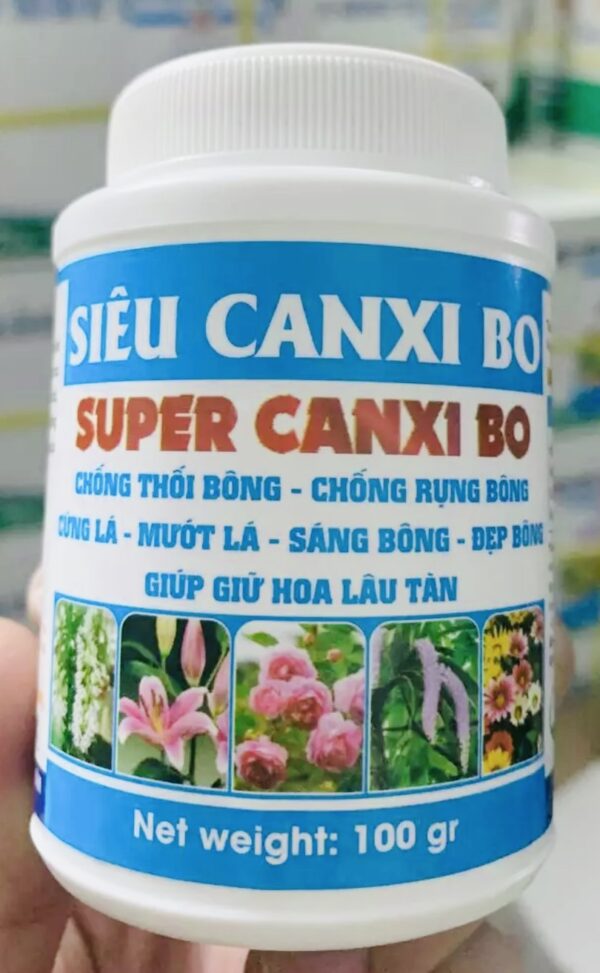 SIÊU CANXI BO
SUPER CANXI BO
CHỐNG THỐI BÔNG - CHỐNG RỤNG BÔNG
CỨNG LÁ - MƯỚT LÁ - SÁNG BÔNG - ĐẸP BÔNG
GIÚP GIỮ HOA LÂU TÀN
Net weight: 100 gr